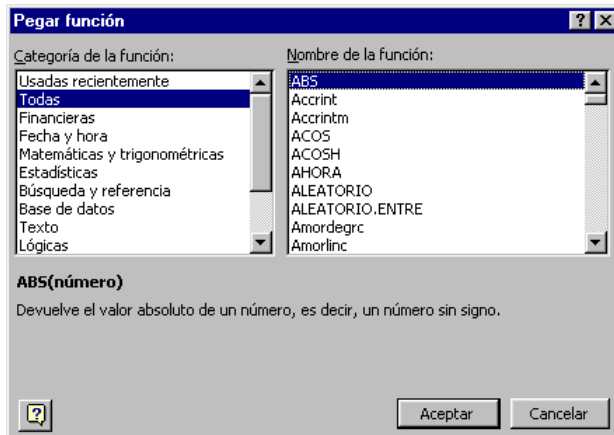 Pegar función
Categoría de la función:
Usadas recientemente
Todas
Financieras
Fecha y hora
Matemáticas y trigonométricas
Estadísticas
Búsqueda y referencia
Base de datos
Texto
Lógicas
Nombre de la función:
ABS
Accrint
Accrintm
ACOS
ACOSH
AHORA
ALEATORIO
ALEATORIO.ENTRE
Amordegrc
Amorlinc
ABS(número)
Devuelve el valor absoluto de un número, es decir, un número sin signo.
Aceptar
Cancelar